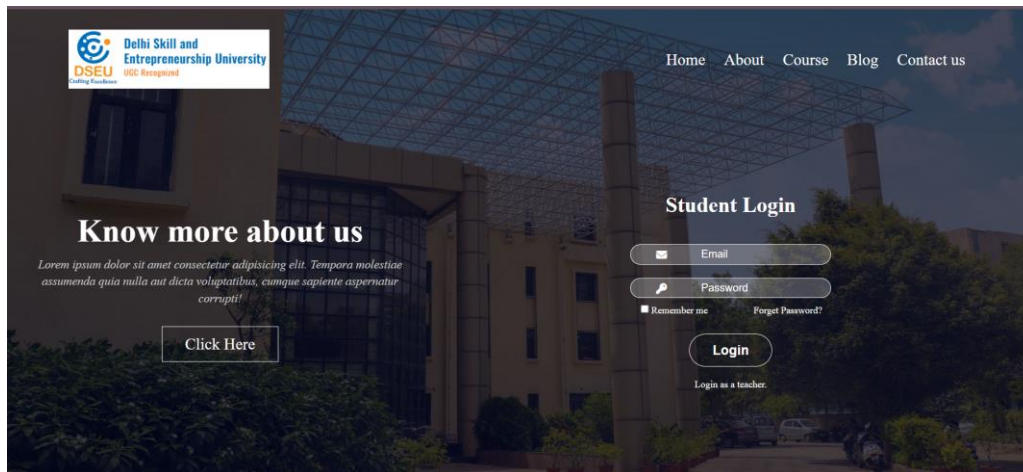 Delhi Skill and
Entrepreneurship University
UGC Recognized
DSEU
Crafting Excellence
Home About Course Blog Contact us
Know more about us
Lorem ipsum dolor sit amet consectetur adipisicing elit. Tempora molestiae
assumenda quia nulla aut dicta voluptatibus, cumque sapiente aspernatur
corrupti!
Click Here
Student Login
Email
Password
Remember me Forget Password?
Login
Login as a teacher.